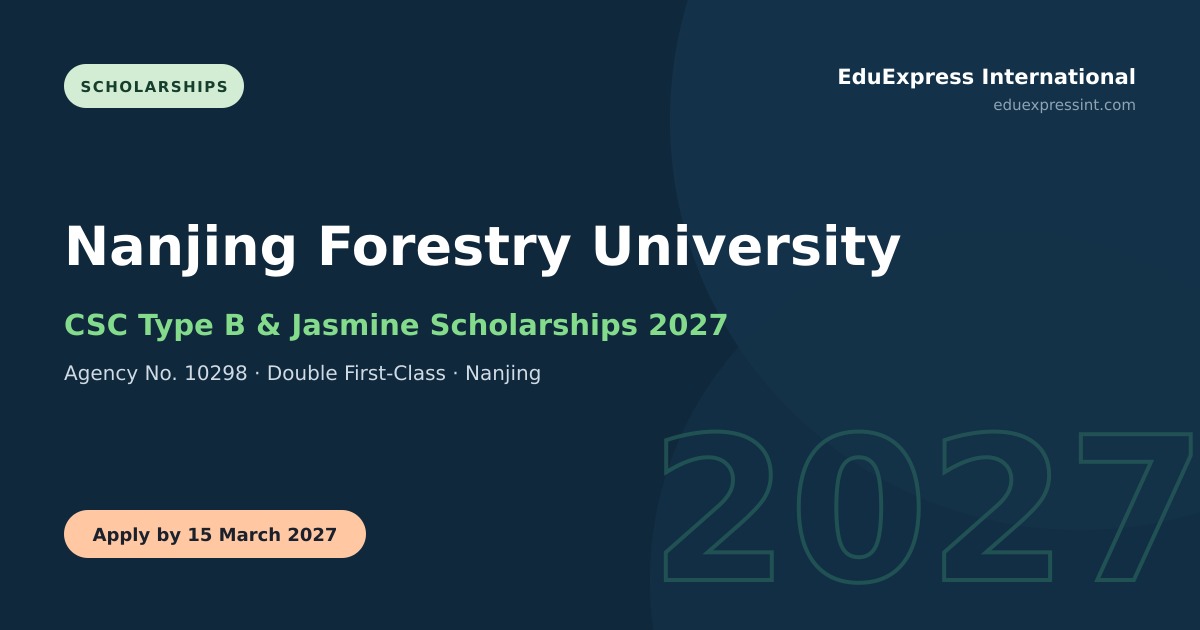 SCHOLARSHIPS
EduExpress International
eduexpressint.com
Nanjing Forestry University
CSC Type B & Jasmine Scholarships 2027
Agency No. 10298 · Double First-Class · Nanjing
2027
Apply by 15 March 2027